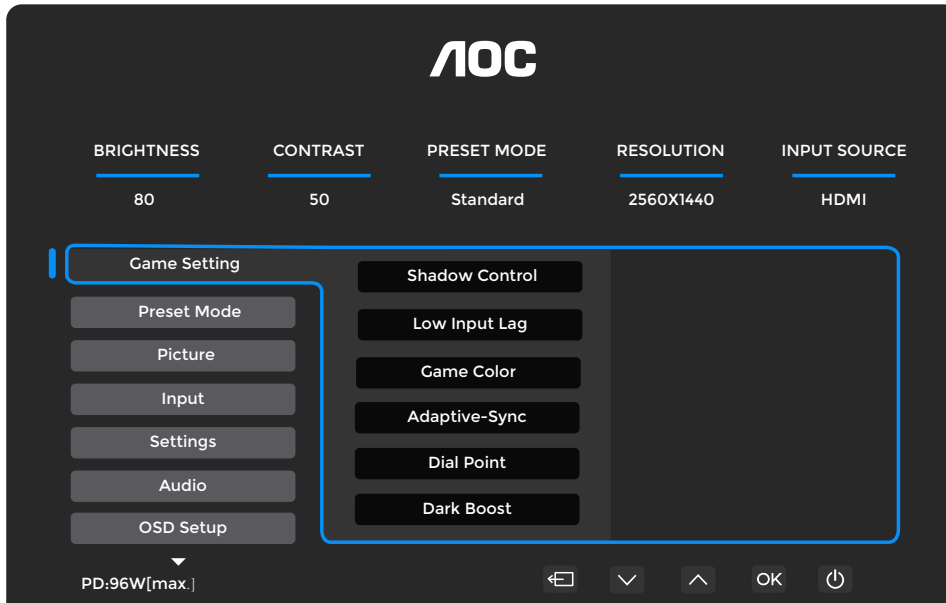 AOC
BRIGHTNESS CONTRAST PRESET MODE RESOLUTION INPUT SOURCE
80 50 Standard 2560X1440 HDMI
Game Setting
Preset Mode
Picture
Input
Settings
Audio
OSD Setup
Shadow Control
Low Input Lag
Game Color
Adaptive-Sync
Dial Point
Dark Boost
PD:96W[max.]
OK